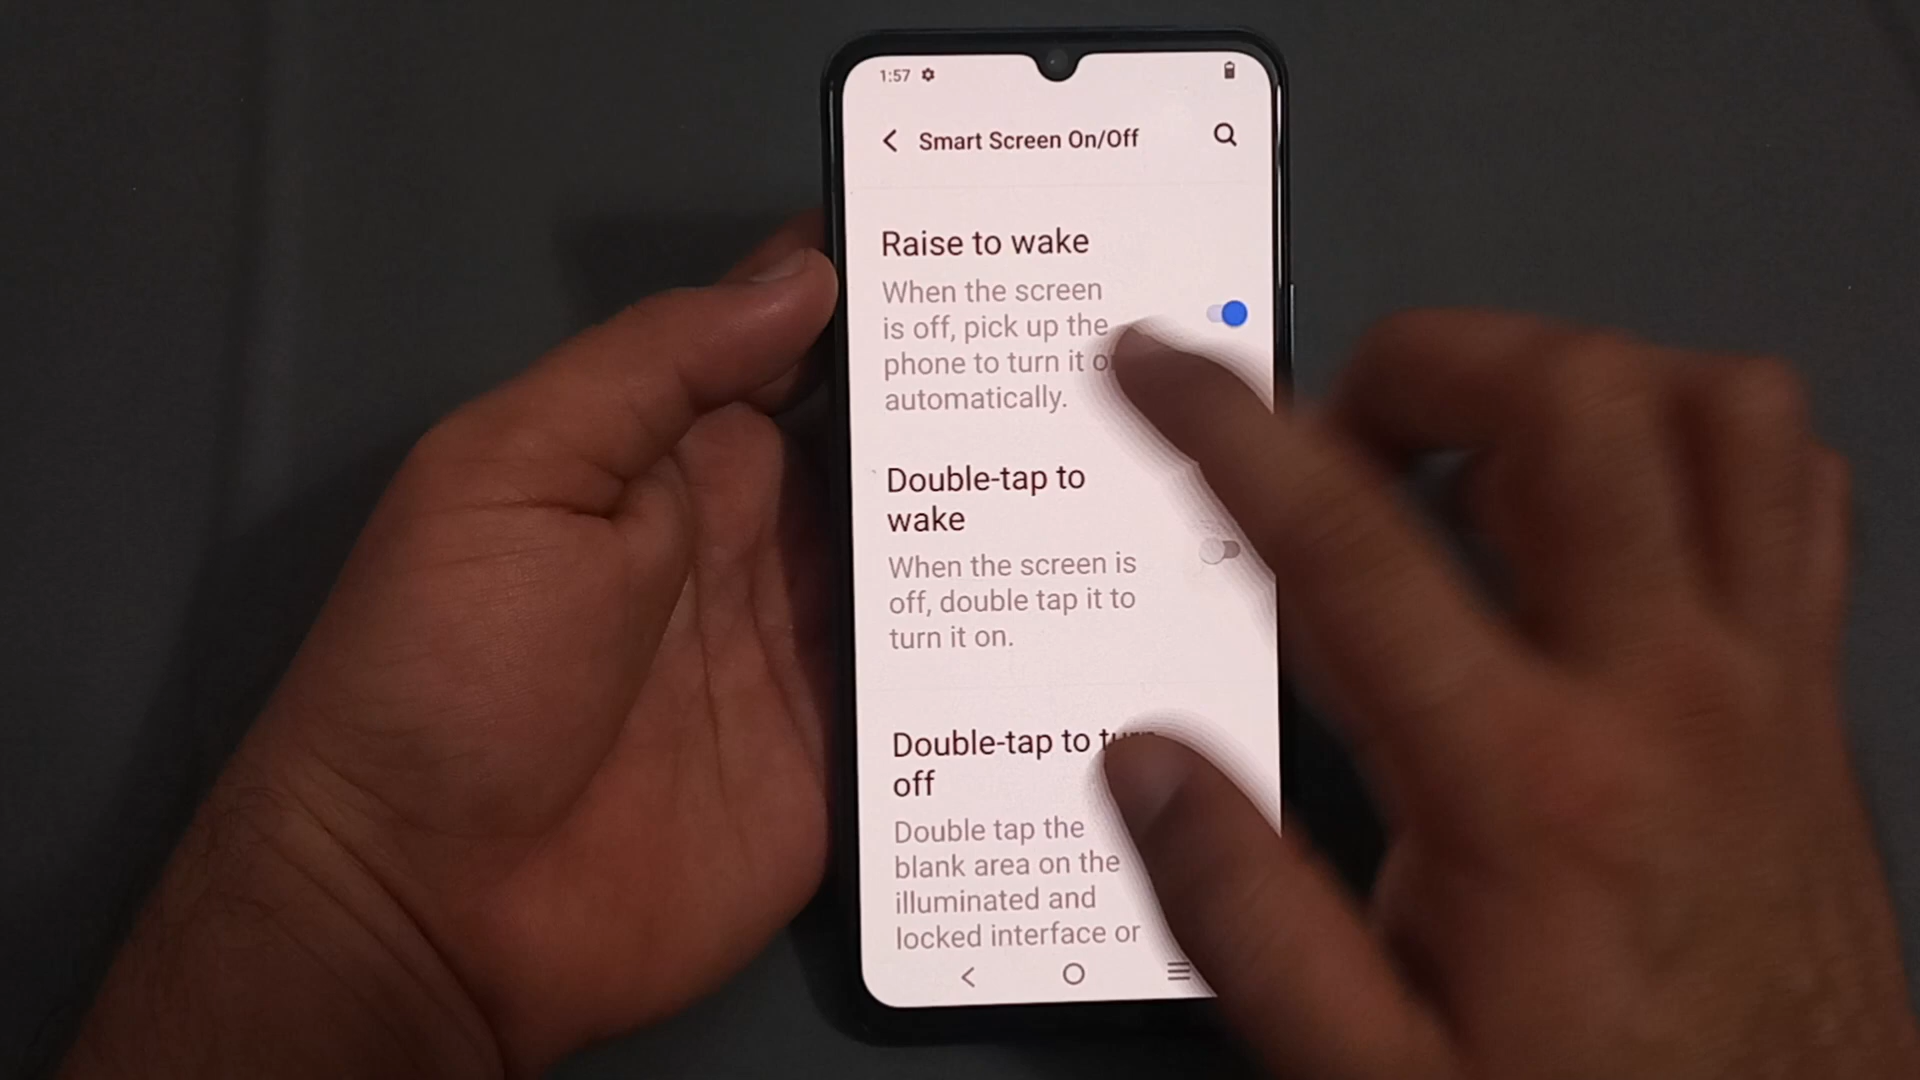 1:57
Smart Screen On/Off
Raise to wake
When the screen
is off, pick up the
phone to turn it
automatically.
Double-tap to
wake
When the screen is
off, double tap it to
turn it on.
Double-tap to
off
Double tap the
blank area on the
illuminated and
locked interface or